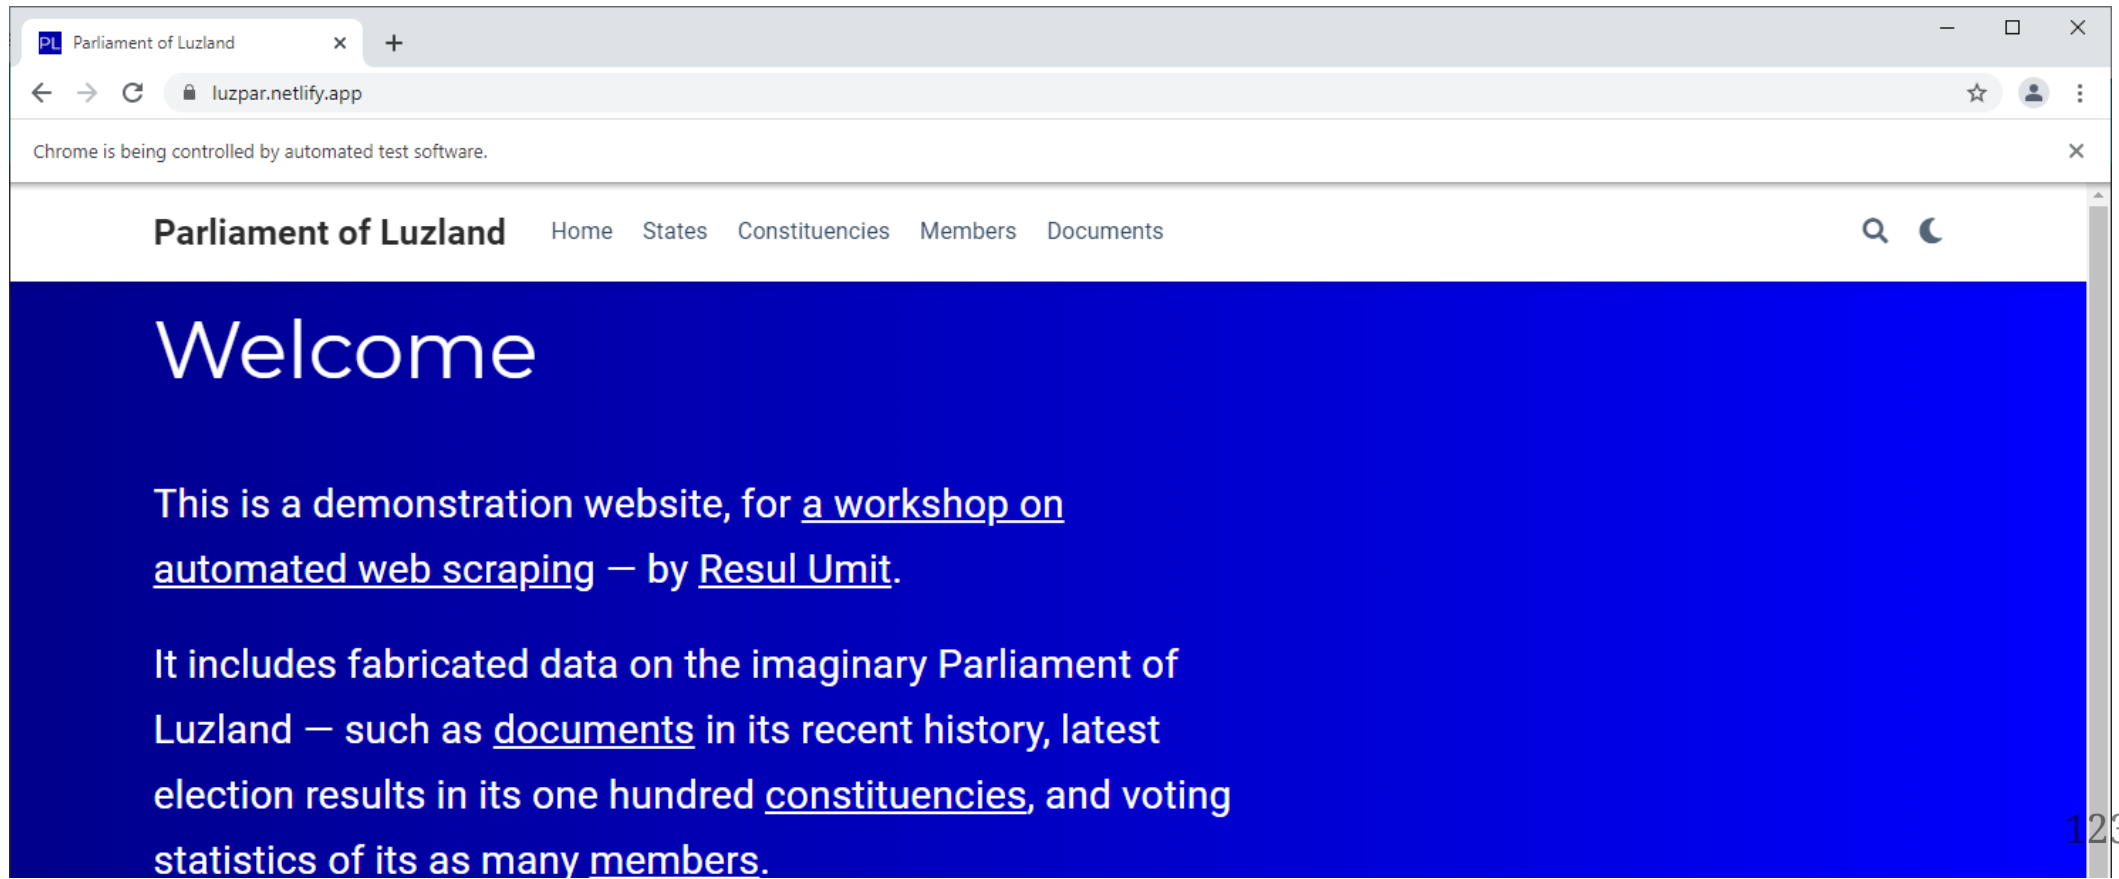 PL Parliament of Luzland
luzpar.netlify.app
Chrome is being controlled by automated test software.
Parliament of Luzland Home States Constituencies Members Documents
Welcome
This is a demonstration website, for a workshop on
automated web scraping — by Resul Umit.
It includes fabricated data on the imaginary Parliament of
Luzland — such as documents in its recent history, latest
election results in its one hundred constituencies, and voting
statistics of its as many members.
123